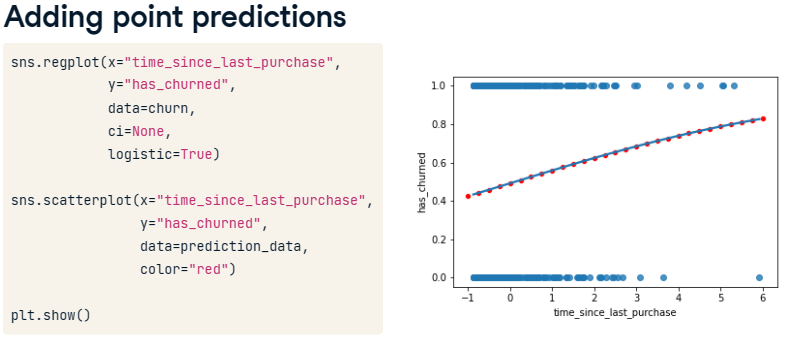 Adding point predictions
sns.regplot(x="time_since_last_purchase",
y="has_churned",
data=churn,
ci=None,
logistic=True)
sns.scatterplot(x="time_since_last_purchase",
y="has_churned",
data=prediction_data,
color="red")
plt.show()
has_churned
1.0
0.8
0.6
0.4
0.2
0.0
−1 0 1 2 3 4 5 6
time_since_last_purchase